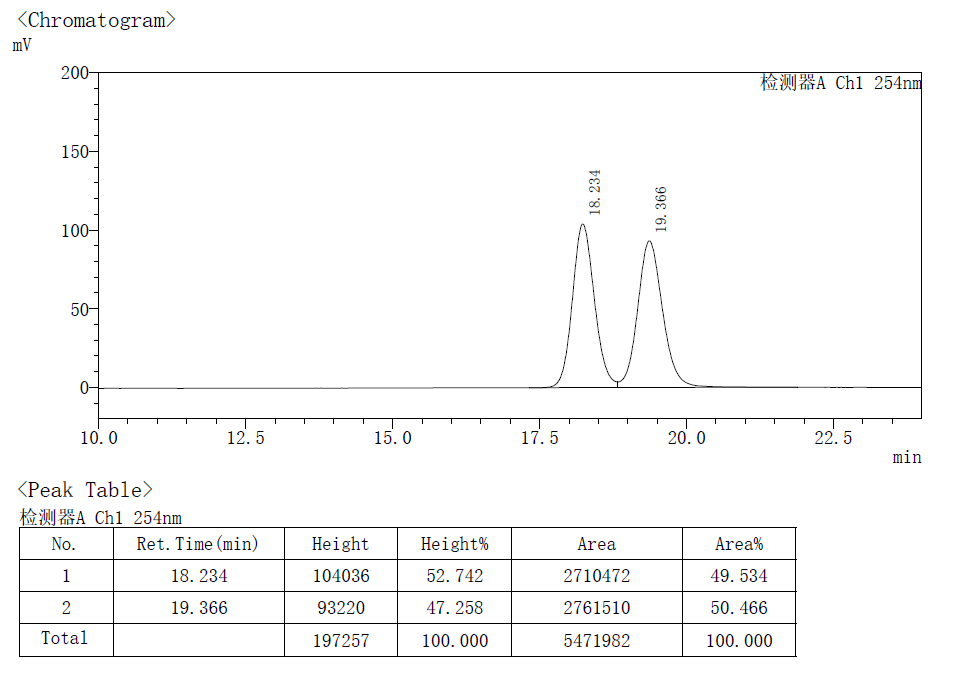 <Chromatogram>
mV
检测器A Ch1 254nm
200
150
100
50
0
18.234
19.366
10.0 12.5 15.0 17.5 20.0 22.5
min
<Peak Table>
检测器A Ch1 254nm
No. Ret.Time(min) Height Height% Area Area%
1 18.234 104036 52.742 2710472 49.534
2 19.366 93220 47.258 2761510 50.466
Total 197257 100.000 5471982 100.000